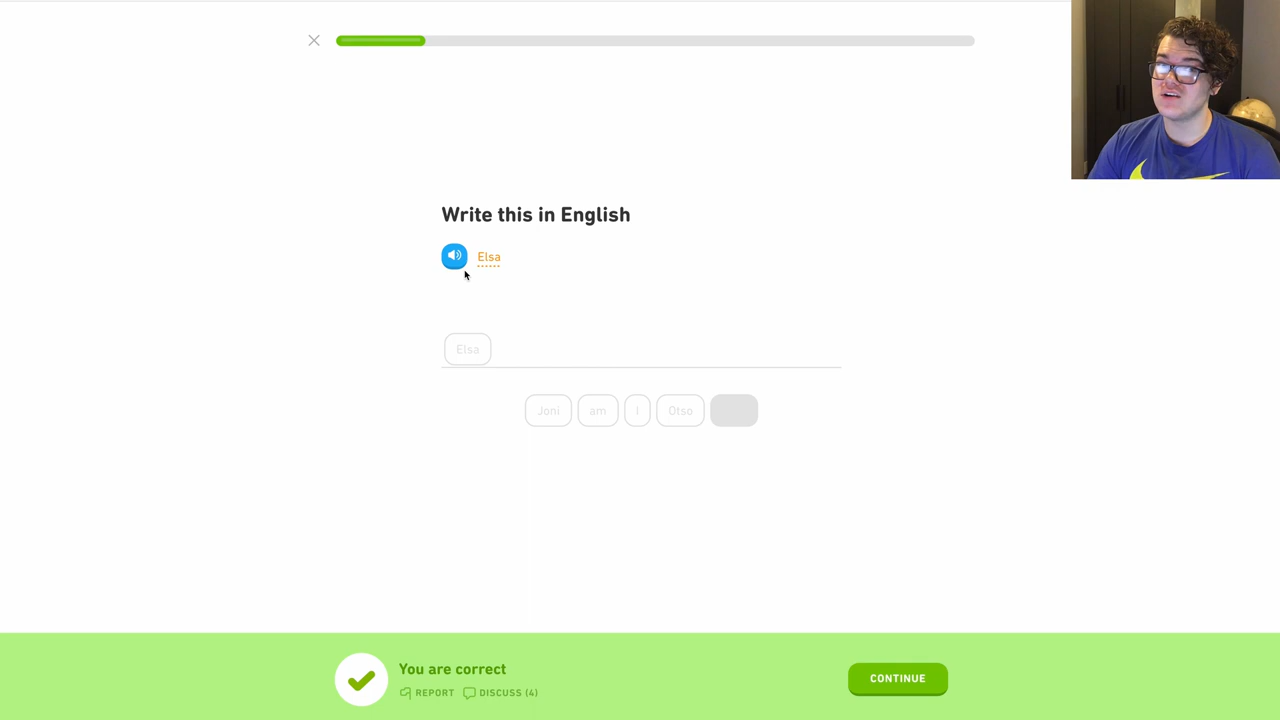 Write this in English
Elsa
Elsa
Joni am I Otso
You are correct
REPORT DISCUSS (4)
CONTINUE